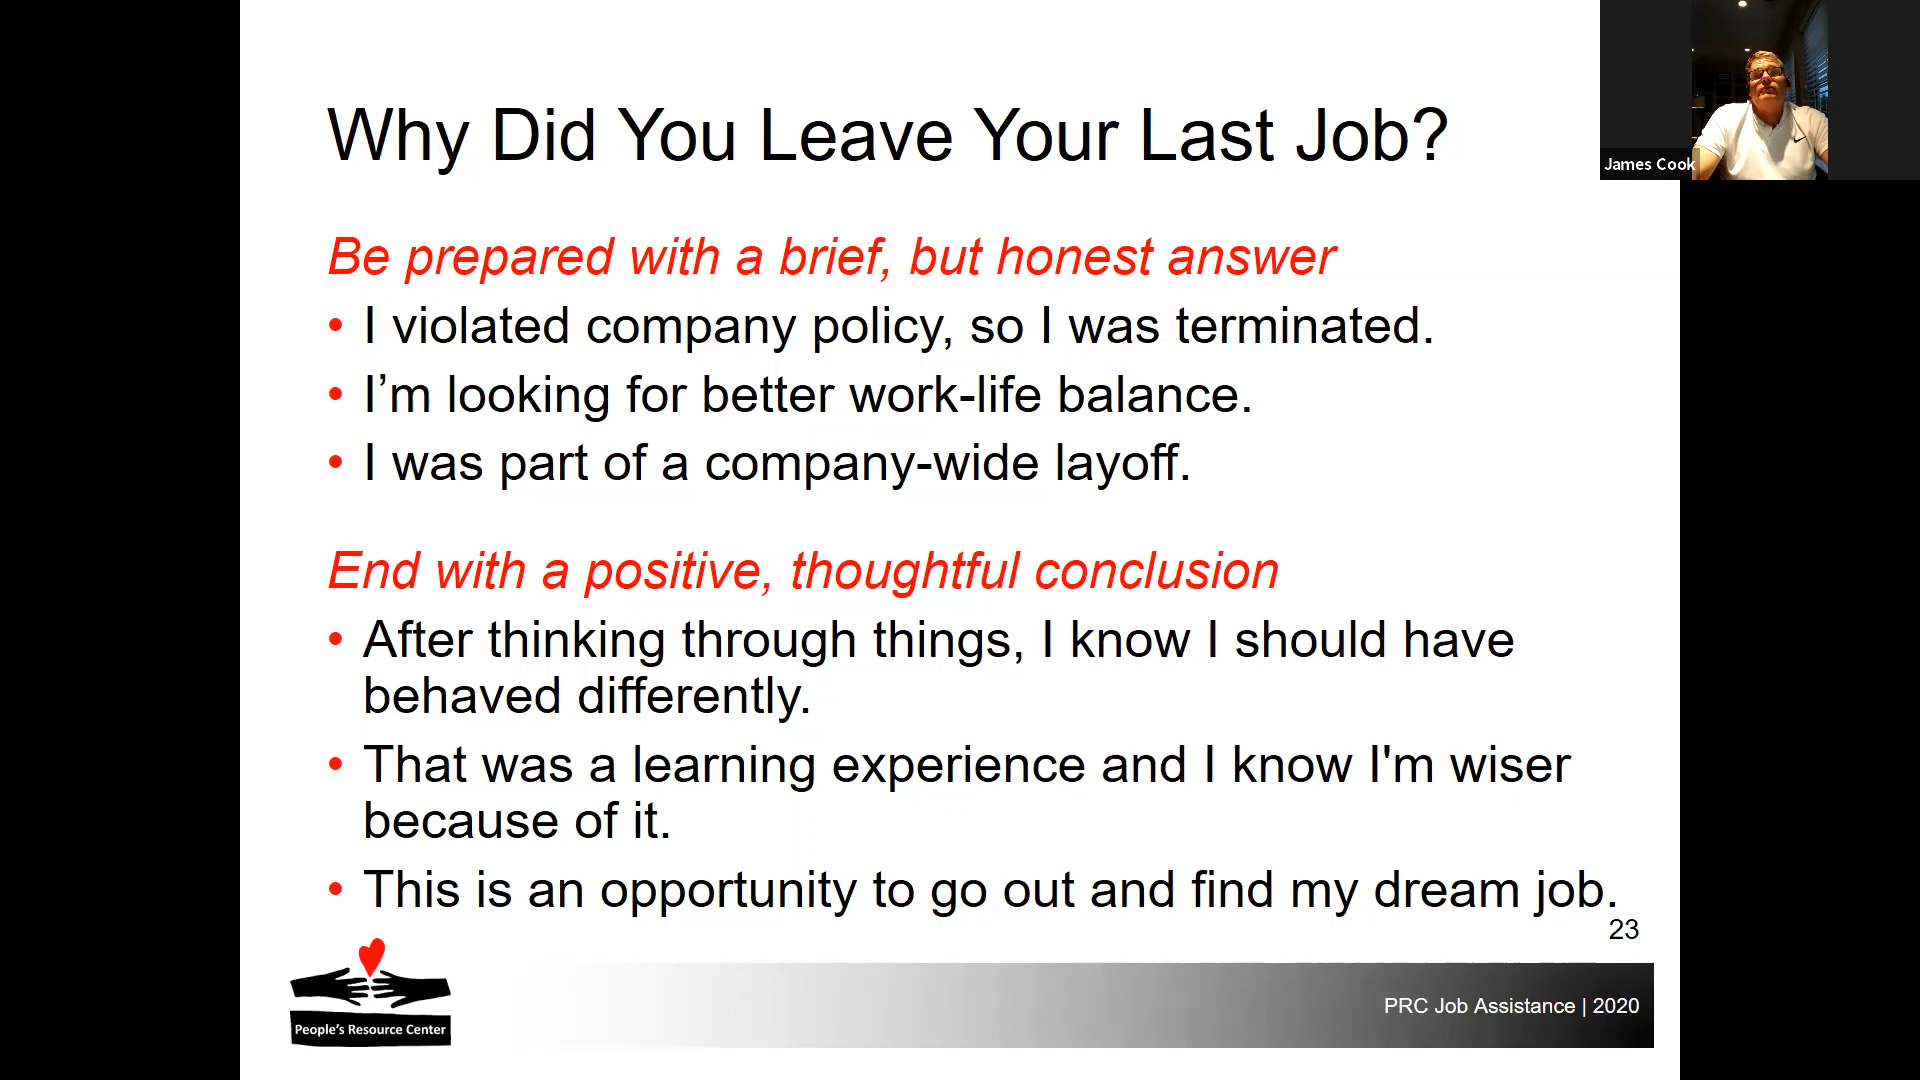 Why Did You Leave Your Last Job?
James Cook
Be prepared with a brief, but honest answer
• I violated company policy, so I was terminated.
• I’m looking for better work-life balance.
• I was part of a company-wide layoff.
End with a positive, thoughtful conclusion
• After thinking through things, I know I should have
behaved differently.
• That was a learning experience and I know I'm wiser
because of it.
• This is an opportunity to go out and find my dream job.
23
People’s Resource Center
PRC Job Assistance | 2020